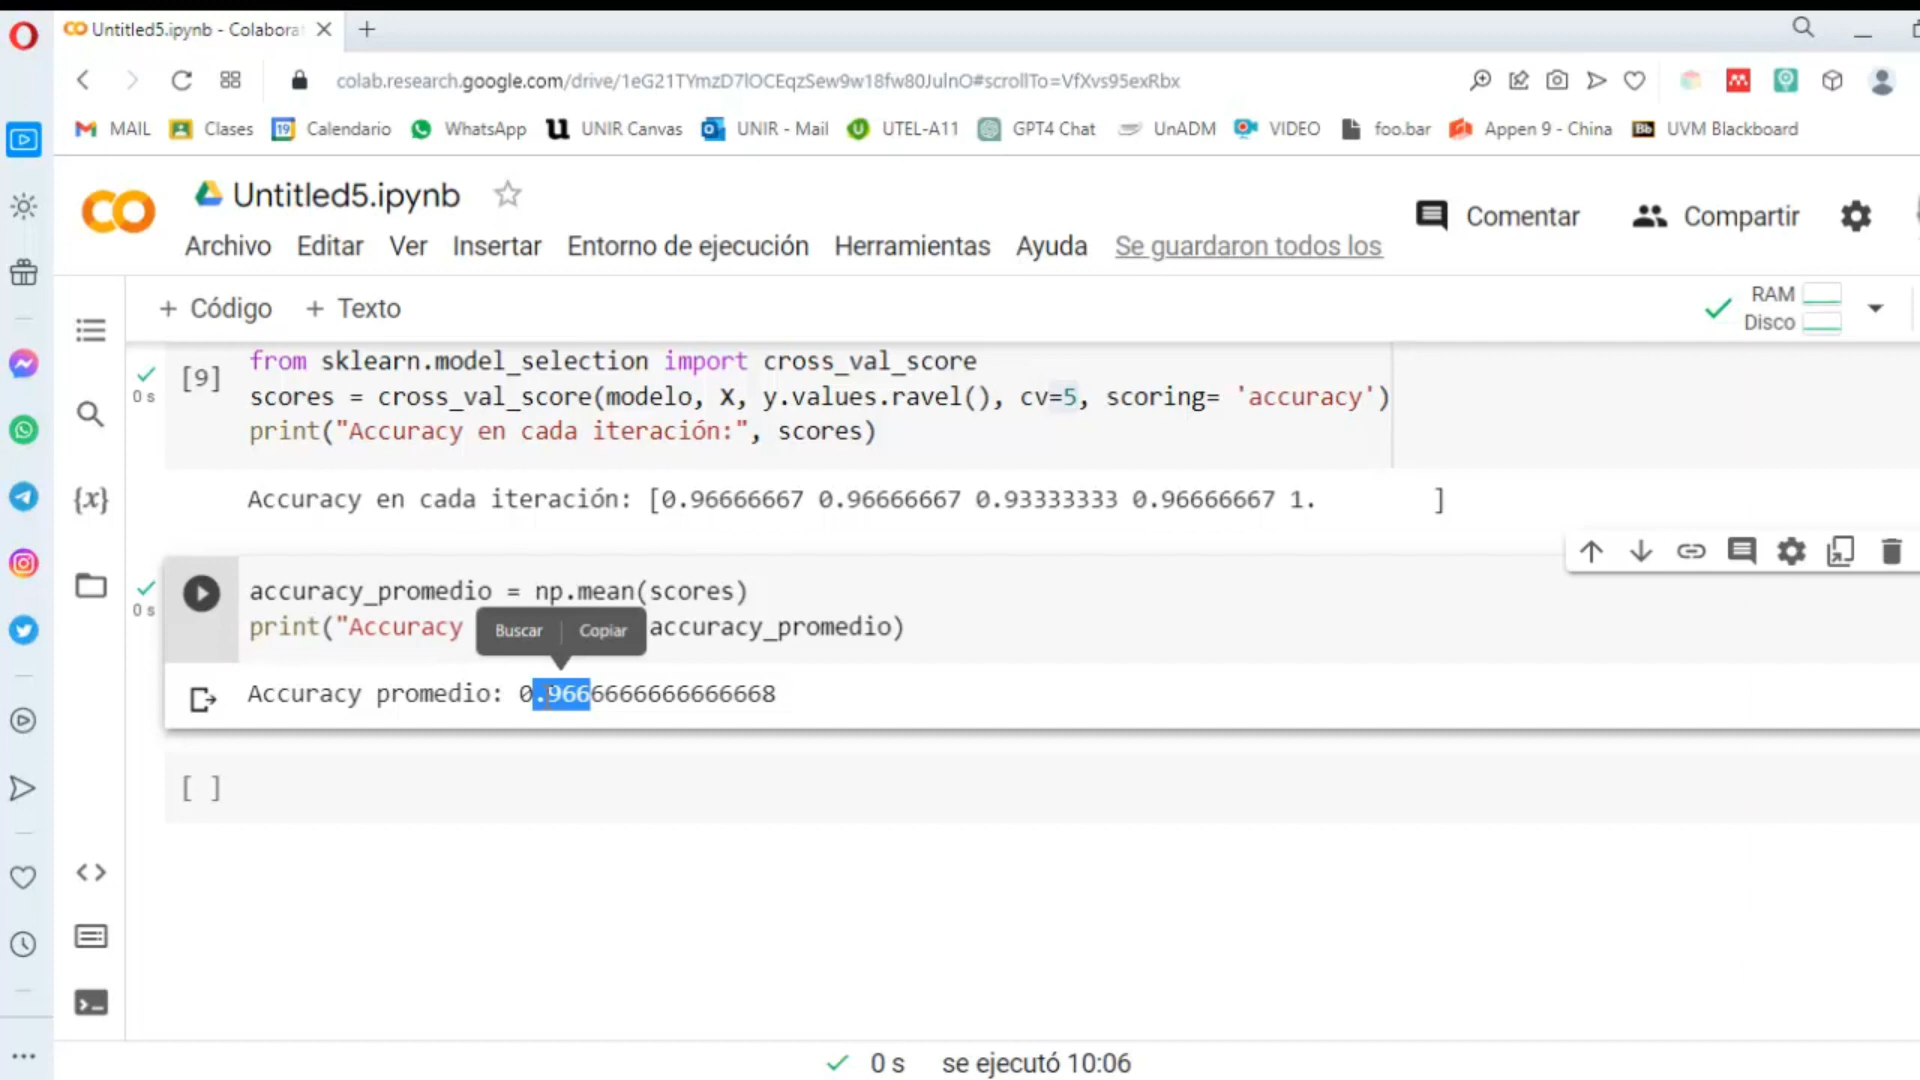 Untitled5.ipynb - Colabora
colab.research.google.com/drive/1eG21TYmzD7lOCEqzSew9w18fw80JulnO#scrollTo=VfXvs95exRbx
MAIL Clases 19 Calendario WhatsApp UNIR Canvas UNIR - Mail UTEL-A11 GPT4 Chat UnADM VIDEO foo.bar Appen 9 - China Bb UVM Blackboard
Untitled5.ipynb
Comentar Compartir
Archivo Editar Ver Insertar Entorno de ejecución Herramientas Ayuda Se guardaron todos los
+ Código + Texto
RAM
Disco
[9] from sklearn.model_selection import cross_val_score
0 s scores = cross_val_score(modelo, X, y.values.ravel(), cv=5, scoring= 'accuracy')
print("Accuracy en cada iteración:", scores)
Accuracy en cada iteración: [0.96666667 0.96666667 0.93333333 0.96666667 1. ]
accuracy_promedio = np.mean(scores)
0 s
print("Accuracy accuracy_promedio)
Buscar Copiar
Accuracy promedio: 0.9666666666666668
[ ]
0 s se ejecutó 10:06